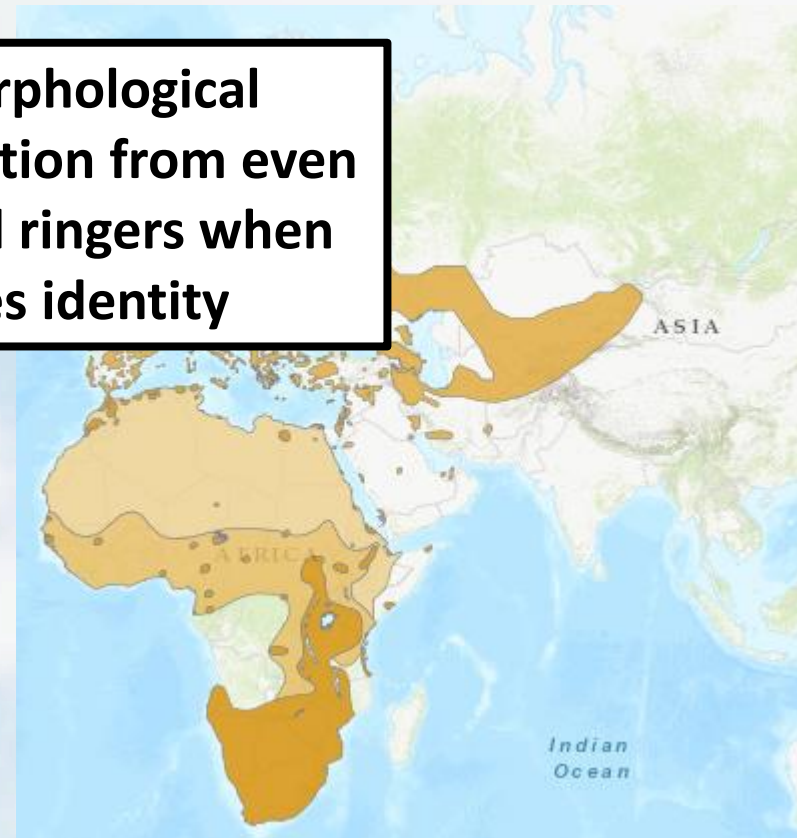 rphological
tion from even
ringers when
es identity
ASIA
AFRICA
Indian
Ocean